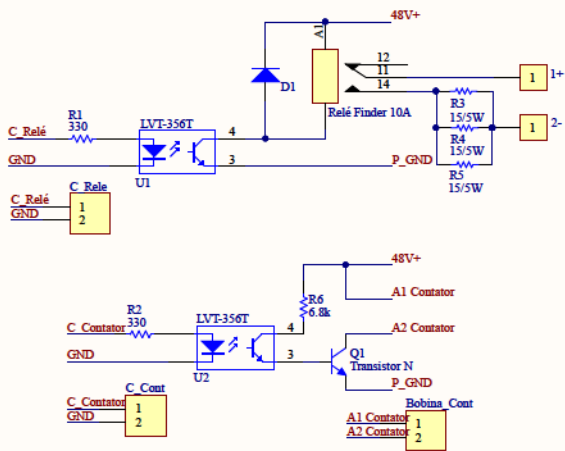 48V+
A1
12
11
14
D1
Relé Finder 10A
1
1+
R3
15/5W
R4
15/5W
R5
15/5W
1
2-
R1
330
LVT-356T
C_Relé
4
GND
3
P_GND
U1
C_Rele
C_Relé
1
GND
2
48V+
R6
6.8k
A1 Contator
R2
330
LVT-356T
C_Contator
4
A2 Contator
GND
3
Q1
Transistor N
U2
P_GND
C_Cont
C_Contator
1
GND
2
Bobina_Cont
A1 Contator
1
A2 Contator
2